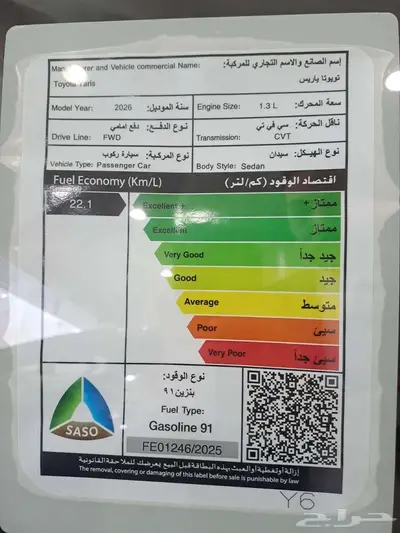 إسم الصانع والاسم التجاري للمركبة:
Manufacturer and Vehicle commercial Name:
تويوتا يارس
Toyota Yaris
Model Year: 2026 سنة الموديل:
Engine Size: 1.3 L سعة المحرك:
نوع الدفع: دفع امامي
Drive Line: FWD
ناقل الحركة: سي في تي
Transmission: CVT
نوع المركبة: سيارة ركوب
Vehicle Type: Passenger Car
نوع الهيكل: سيدان
Body Style: Sedan
Fuel Economy (Km/L) اقتصاد الوقود (كم/لتر)
22.1
Excellent + ممتاز+
Excellent ممتاز
Very Good جيد جداً
Good جيد
Average متوسط
Poor سيئ
Very Poor سيئ جداً
نوع الوقود:
بنزين ٩١
Fuel Type:
Gasoline 91
FE01246/2025
SASO
إزالة أو تغطية أو العبث بهذه البطاقة قبل البيع يعرضك للملاحقة القانونية
The removal, covering or damaging of this label before sale is punishable by law
Y6
حراج